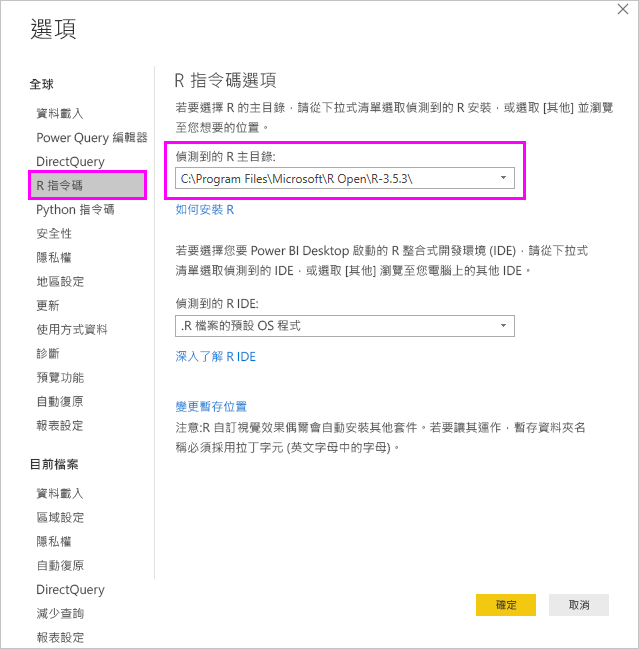 選項
全球
資料載入
Power Query 編輯器
DirectQuery
R 指令碼
Python 指令碼
安全性
隱私權
地區設定
更新
使用方式資料
診斷
預覽功能
自動復原
報表設定
目前檔案
資料載入
區域設定
隱私權
自動復原
DirectQuery
減少查詢
報表設定
R 指令碼選項
若要選擇 R 的主目錄，請從下拉式清單選取偵測到的 R 安裝，或選取 [其他] 並瀏覽
至您想要的位置。
偵測到的 R 主目錄:
C:\Program Files\Microsoft\R Open\R-3.5.3\
如何安裝 R
若要選擇您要 Power BI Desktop 啟動的 R 整合式開發環境 (IDE)，請從下拉式
清單選取偵測到的 IDE，或選取 [其他] 瀏覽至您電腦上的其他 IDE。
偵測到的 R IDE:
.R 檔案的預設 OS 程式
深入了解 R IDE
變更暫存位置
注意:R 自訂視覺效果偶爾會自動安裝其他套件。若要讓其運作，暫存資料夾名
稱必須採用拉丁字元 (英文字母中的字母)。
確定
取消